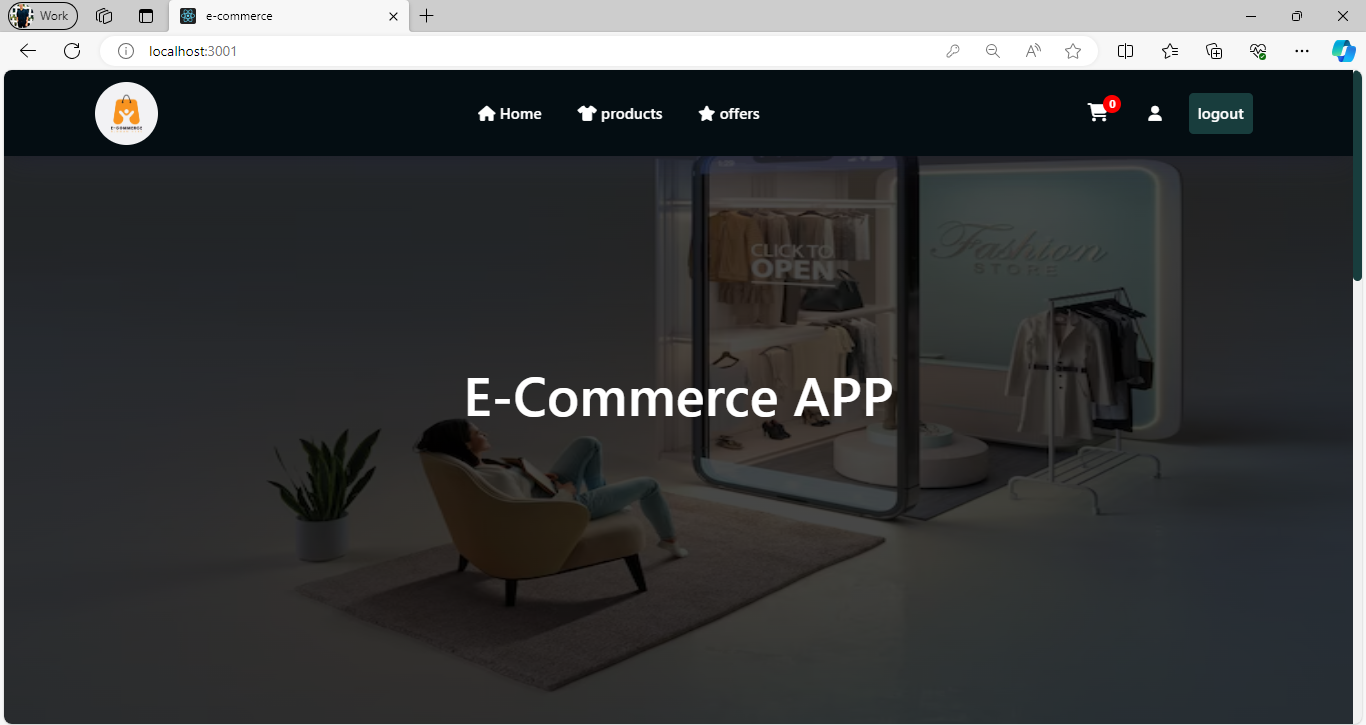 Work
e-commerce
localhost:3001
E-COMMERCE
Home
products
offers
0
logout
CLICK TO
OPEN
Fashion
STORE
E-Commerce APP